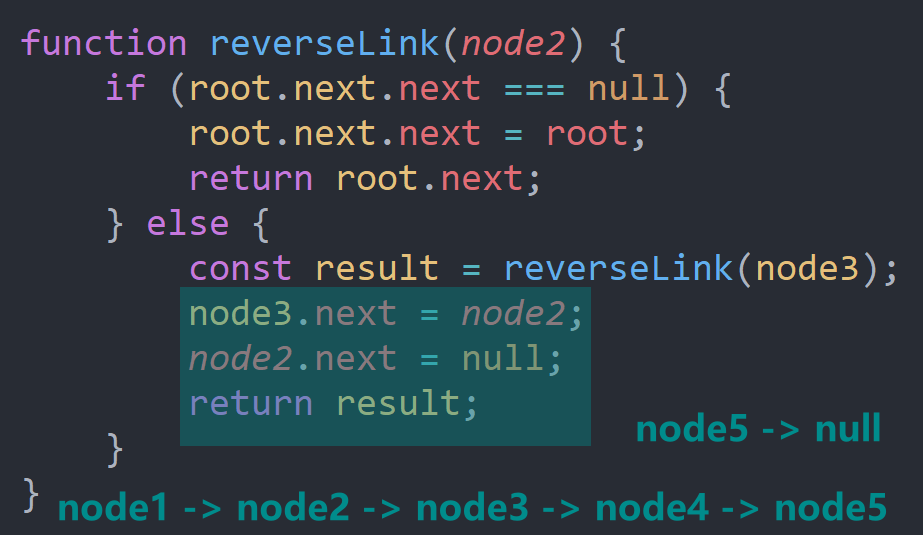 function reverseLink(node2) {
    if (root.next.next === null) {
        root.next.next = root;
        return root.next;
    } else {
        const result = reverseLink(node3);
        node3.next = node2;
        node2.next = null;
        return result;
node5 -> null
    }
}
node1 -> node2 -> node3 -> node4 -> node5